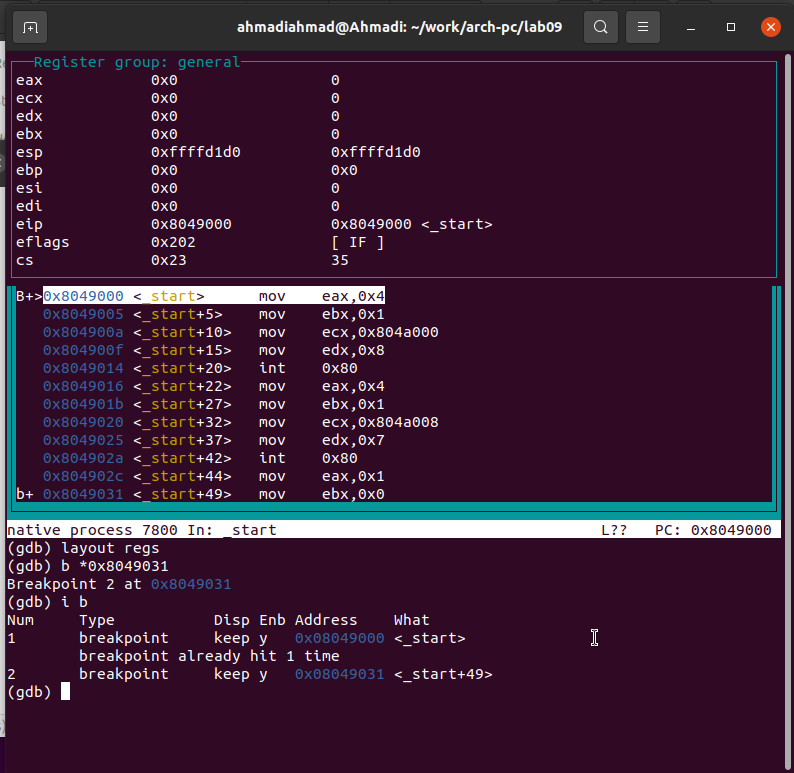 ahmadiahmad@Ahmadi: ~/work/arch-pc/lab09
Register group: general
eax 0x0 0
ecx 0x0 0
edx 0x0 0
ebx 0x0 0
esp 0xffffd1d0 0xffffd1d0
ebp 0x0 0x0
esi 0x0 0
edi 0x0 0
eip 0x8049000 0x8049000 <_start>
eflags 0x202 [ IF ]
cs 0x23 35
B+>0x8049000 <_start> mov eax,0x4
0x8049005 <_start+5> mov ebx,0x1
0x804900a <_start+10> mov ecx,0x804a000
0x804900f <_start+15> mov edx,0x8
0x8049014 <_start+20> int 0x80
0x8049016 <_start+22> mov eax,0x4
0x804901b <_start+27> mov ebx,0x1
0x8049020 <_start+32> mov ecx,0x804a008
0x8049025 <_start+37> mov edx,0x7
0x804902a <_start+42> int 0x80
0x804902c <_start+44> mov eax,0x1
b+ 0x8049031 <_start+49> mov ebx,0x0
native process 7800 In: _start L?? PC: 0x8049000
(gdb) layout regs
(gdb) b *0x8049031
Breakpoint 2 at 0x8049031
(gdb) i b
Num Type Disp Enb Address What
1 breakpoint keep y 0x08049000 <_start>
breakpoint already hit 1 time
2 breakpoint keep y 0x08049031 <_start+49>
(gdb)